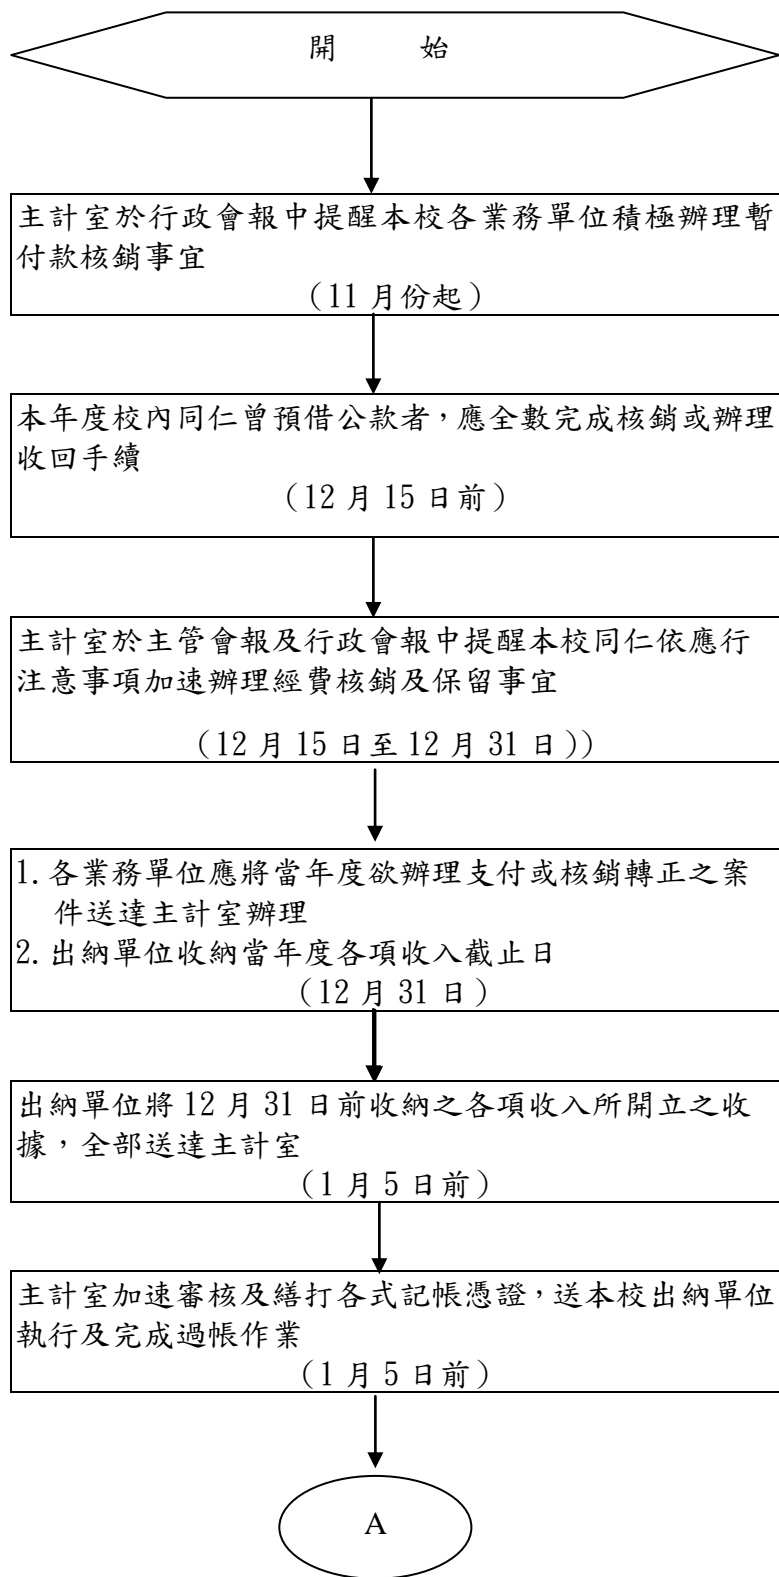 開 始
主計室於行政會報中提醒本校各業務單位積極辦理暫
付款核銷事宜
（11 月份起）
本年度校內同仁曾預借公款者，應全數完成核銷或辦理
收回手續
（12 月 15 日前）
主計室於主管會報及行政會報中提醒本校同仁依應行
注意事項加速辦理經費核銷及保留事宜
（12 月 15 日至 12 月 31 日））
1. 各業務單位應將當年度欲辦理支付或核銷轉正之案
件送達主計室辦理
2. 出納單位收納當年度各項收入截止日
（12 月 31 日）
出納單位將 12 月 31 日前收納之各項收入所開立之收
據，全部送達主計室
（1 月 5 日前）
主計室加速審核及繕打各式記帳憑證，送本校出納單位
執行及完成過帳作業
（1 月 5 日前）
A